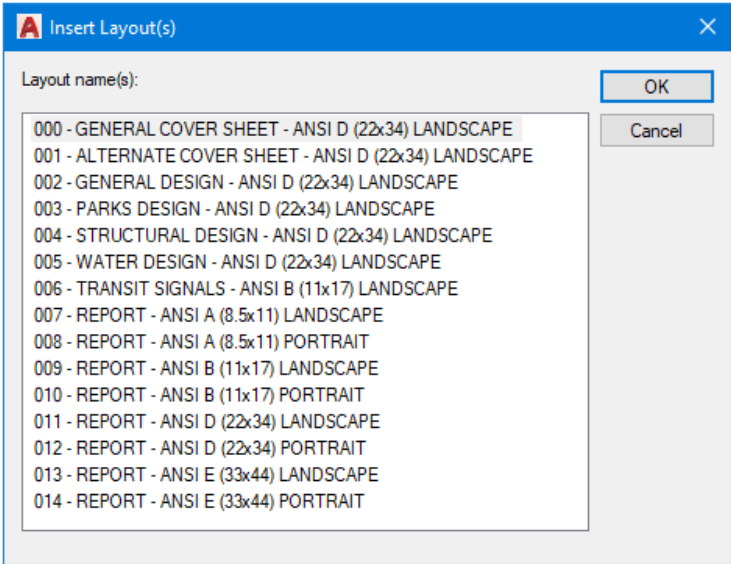 Insert Layout(s)
Layout name(s):
OK
Cancel
000 - GENERAL COVER SHEET - ANSI D (22x34) LANDSCAPE
001 - ALTERNATE COVER SHEET - ANSI D (22x34) LANDSCAPE
002 - GENERAL DESIGN - ANSI D (22x34) LANDSCAPE
003 - PARKS DESIGN - ANSI D (22x34) LANDSCAPE
004 - STRUCTURAL DESIGN - ANSI D (22x34) LANDSCAPE
005 - WATER DESIGN - ANSI D (22x34) LANDSCAPE
006 - TRANSIT SIGNALS - ANSI B (11x17) LANDSCAPE
007 - REPORT - ANSI A (8.5x11) LANDSCAPE
008 - REPORT - ANSI A (8.5x11) PORTRAIT
009 - REPORT - ANSI B (11x17) LANDSCAPE
010 - REPORT - ANSI B (11x17) PORTRAIT
011 - REPORT - ANSI D (22x34) LANDSCAPE
012 - REPORT - ANSI D (22x34) PORTRAIT
013 - REPORT - ANSI E (33x44) LANDSCAPE
014 - REPORT - ANSI E (33x44) PORTRAIT